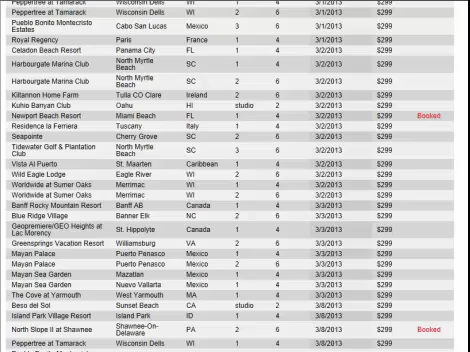 Peppertree at Tamarack Wisconsin Dells WI 1 4 3/1/2013 $299
Peppertree at Tamarack Wisconsin Dells WI 2 6 3/1/2013 $299
Pueblo Bonito Montecristo Estates Cabo San Lucas Mexico 3 6 3/1/2013 $299
Royal Regency Paris France 1 4 3/1/2013 $299
Celadon Beach Resort Panama City FL 1 4 3/2/2013 $299
Harbourgate Marina Club North Myrtle Beach SC 1 4 3/2/2013 $299
Harbourgate Marina Club North Myrtle Beach SC 2 6 3/2/2013 $299
Kiltannon Home Farm Tulla CO Clare Ireland 2 6 3/2/2013 $299
Kuhio Banyan Club Oahu HI studio 2 3/2/2013 $299
Newport Beach Resort Miami Beach FL 1 4 3/2/2013 $299 Booked
Residence la Ferriera Tuscany Italy 1 4 3/2/2013 $299
Seapointe Cherry Grove SC 2 6 3/2/2013 $299
Tidewater Golf & Plantation Club North Myrtle Beach SC 3 6 3/2/2013 $299
Vista Al Puerto St. Maarten Caribbean 1 4 3/2/2013 $299
Wild Eagle Lodge Eagle River WI 2 6 3/2/2013 $299
Worldwide at Sumer Oaks Merrimac WI 1 4 3/2/2013 $299
Worldwide at Sumer Oaks Merrimac WI 2 6 3/2/2013 $299
Banff Rocky Mountain Resort Banff AB Canada 1 4 3/3/2013 $299
Blue Ridge Village Banner Elk NC 2 6 3/3/2013 $299
Geopremiere/GEO Heights at Lac Morency St. Hippolyte Canada 1 4 3/3/2013 $299
Greensprings Vacation Resort Williamsburg VA 2 6 3/3/2013 $299
Mayan Palace Puerto Penasco Mexico 1 4 3/3/2013 $299
Mayan Palace Puerto Penasco Mexico 2 6 3/3/2013 $299
Mayan Sea Garden Mazatlan Mexico 1 4 3/3/2013 $299
Mayan Sea Garden Nuevo Vallarta Mexico 1 4 3/3/2013 $299
The Cove at Yarmouth West Yarmouth MA 1 4 3/3/2013 $299
Beso del Sol Sunset Beach CA studio 2 3/8/2013 $299
Island Park Village Resort Island Park ID 1 4 3/8/2013 $299
North Slope II at Shawnee Shawnee-On-Delaware PA 2 6 3/8/2013 $299 Booked
Peppertree at Tamarack Wisconsin Dells WI 1 4 3/8/2013 $299